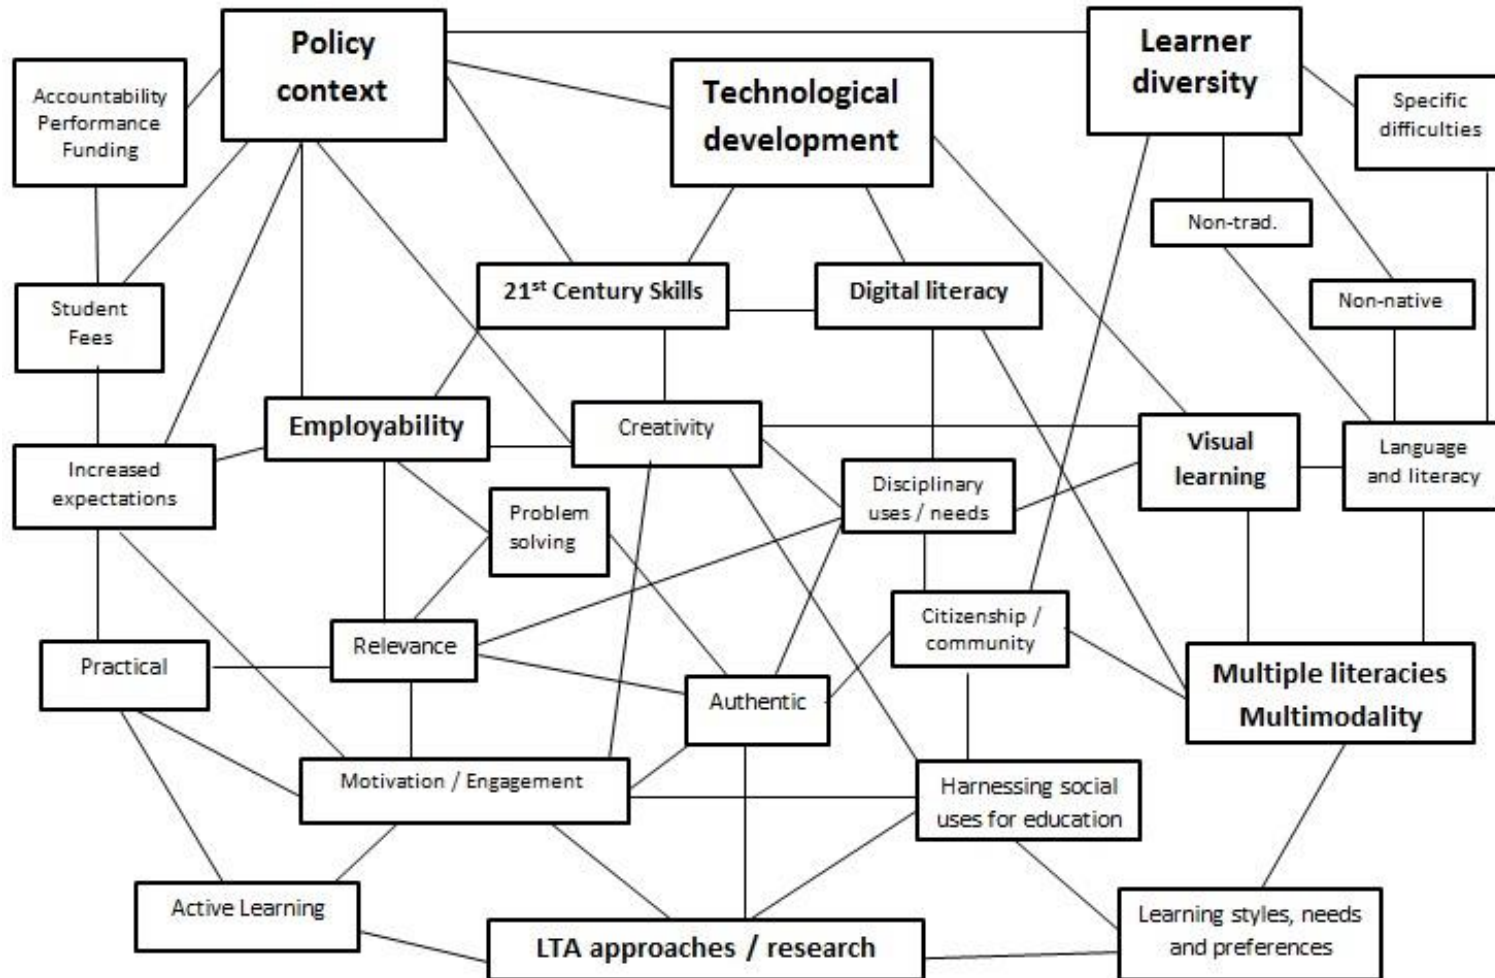 Policy
context
Learner
diversity
Technological
development
Accountability
Performance
Funding
Specific
difficulties
Non-trad.
21st Century Skills
Digital literacy
Non-native
Student
Fees
Employability
Creativity
Visual
learning
Language
and literacy
Increased
expectations
Problem
solving
Disciplinary
uses / needs
Practical
Relevance
Citizenship /
community
Authentic
Multiple literacies
Multimodality
Motivation / Engagement
Harnessing social
uses for education
Active Learning
LTA approaches / research
Learning styles, needs
and preferences